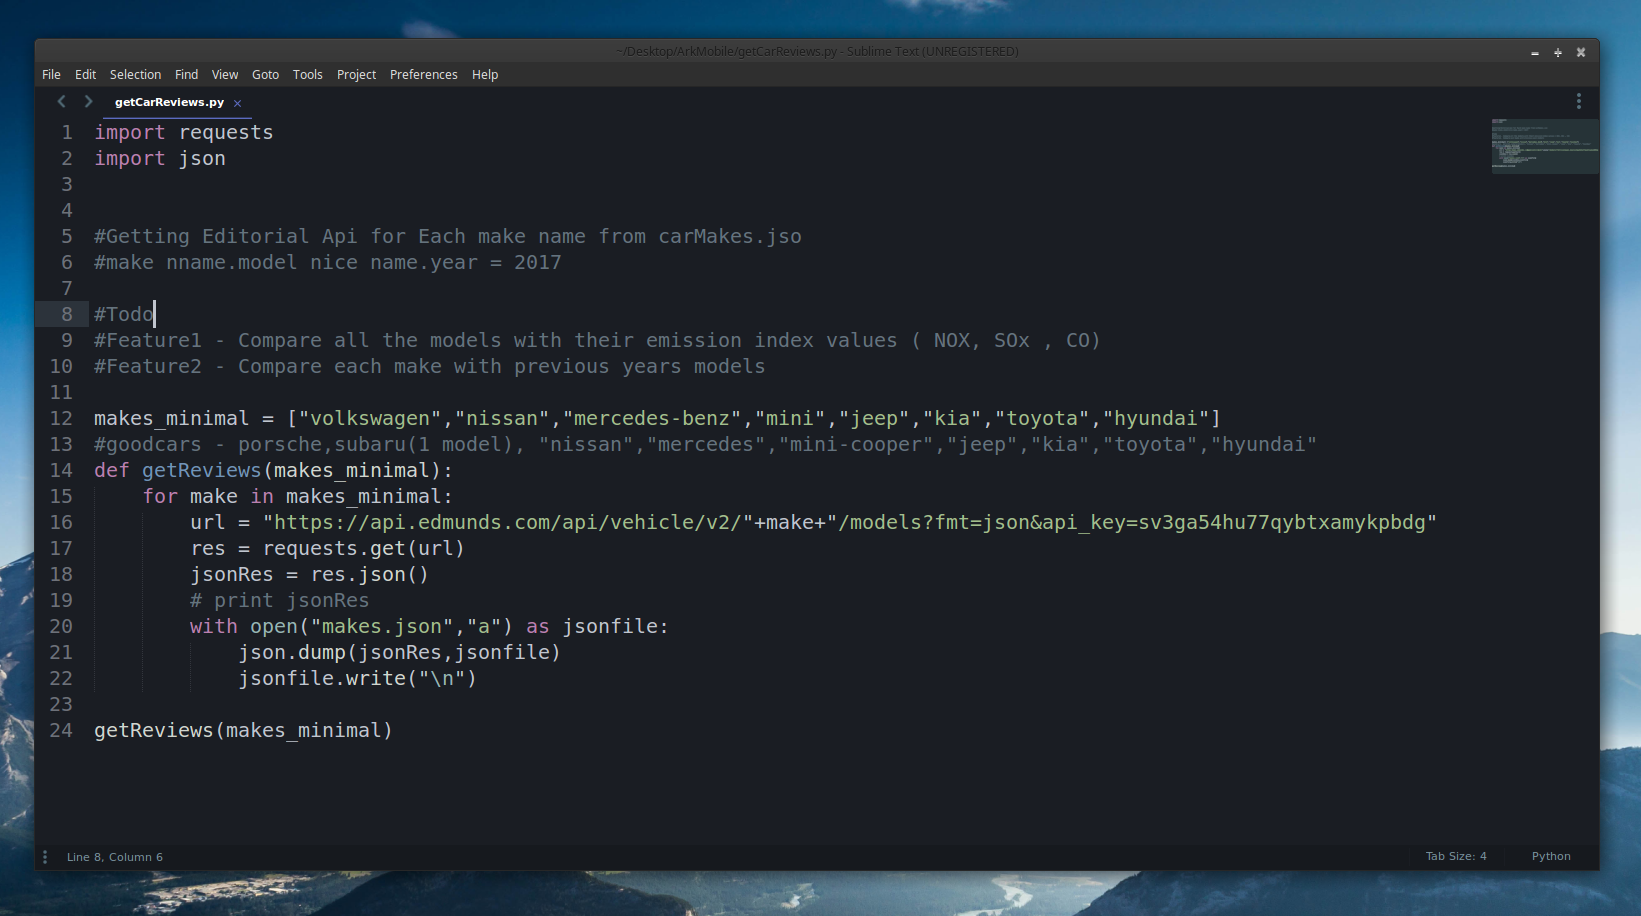 ~/Desktop/ArkMobile/getCarReviews.py - Sublime Text (UNREGISTERED)
File Edit Selection Find View Goto Tools Project Preferences Help
getCarReviews.py
1 import requests
2 import json
3
4
5 #Getting Editorial Api for Each make name from carMakes.jso
6 #make nname.model nice name.year = 2017
7
8 #Todo
9 #Feature1 - Compare all the models with their emission index values ( NOX, SOx , CO)
10 #Feature2 - Compare each make with previous years models
11
12 makes_minimal = ["volkswagen","nissan","mercedes-benz","mini","jeep","kia","toyota","hyundai"]
13 #goodcars - porsche,subaru(1 model), "nissan","mercedes","mini-cooper","jeep","kia","toyota","hyundai"
14 def getReviews(makes_minimal):
15     for make in makes_minimal:
16         url = "https://api.edmunds.com/api/vehicle/v2/"+make+"/models?fmt=json&api_key=sv3ga54hu77qybtxamykpbdg"
17         res = requests.get(url)
18         jsonRes = res.json()
19         # print jsonRes
20         with open("makes.json","a") as jsonfile:
21             json.dump(jsonRes,jsonfile)
22             jsonfile.write("\n")
23
24 getReviews(makes_minimal)
Line 8, Column 6
Tab Size: 4
Python